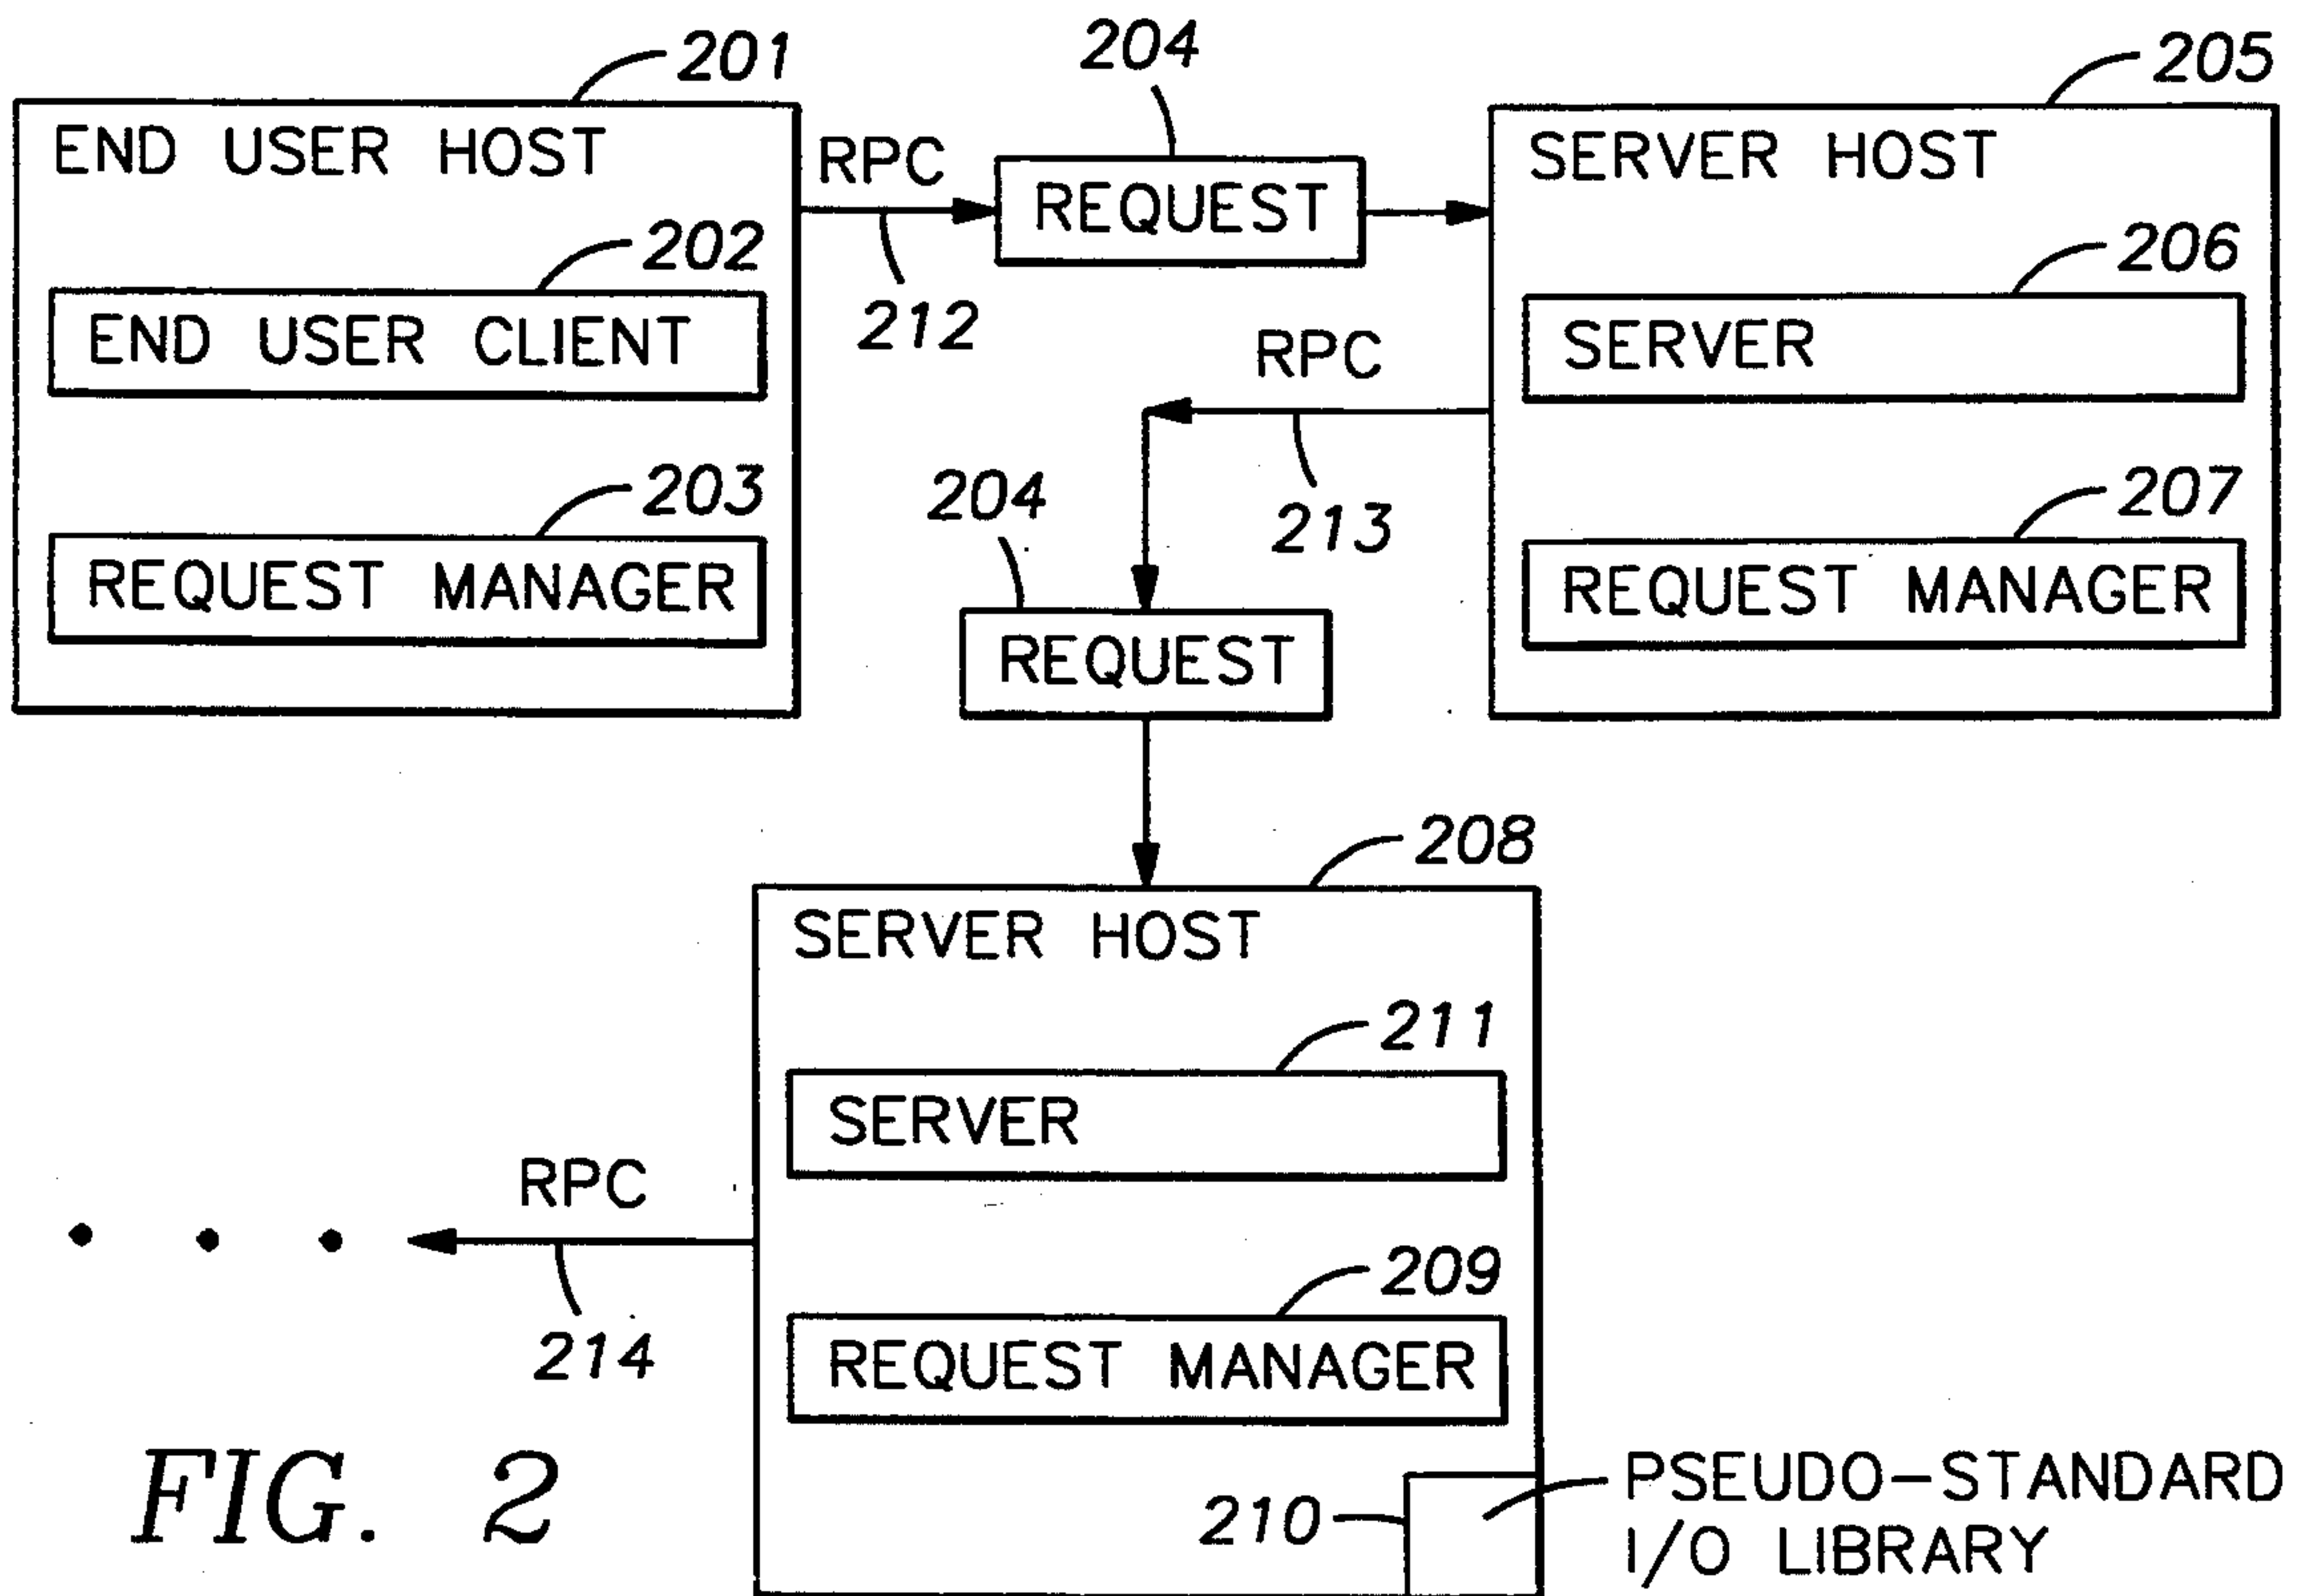 201
204
205
END USER HOST
RPC
REQUEST
SERVER HOST
202
206
212
END USER CLIENT
RPC
SERVER
203
204
213
207
REQUEST MANAGER
REQUEST
REQUEST MANAGER
208
SERVER HOST
211
SERVER
RPC
209
214
REQUEST MANAGER
FIG. 2
210
PSEUDO-STANDARD
I/O LIBRARY